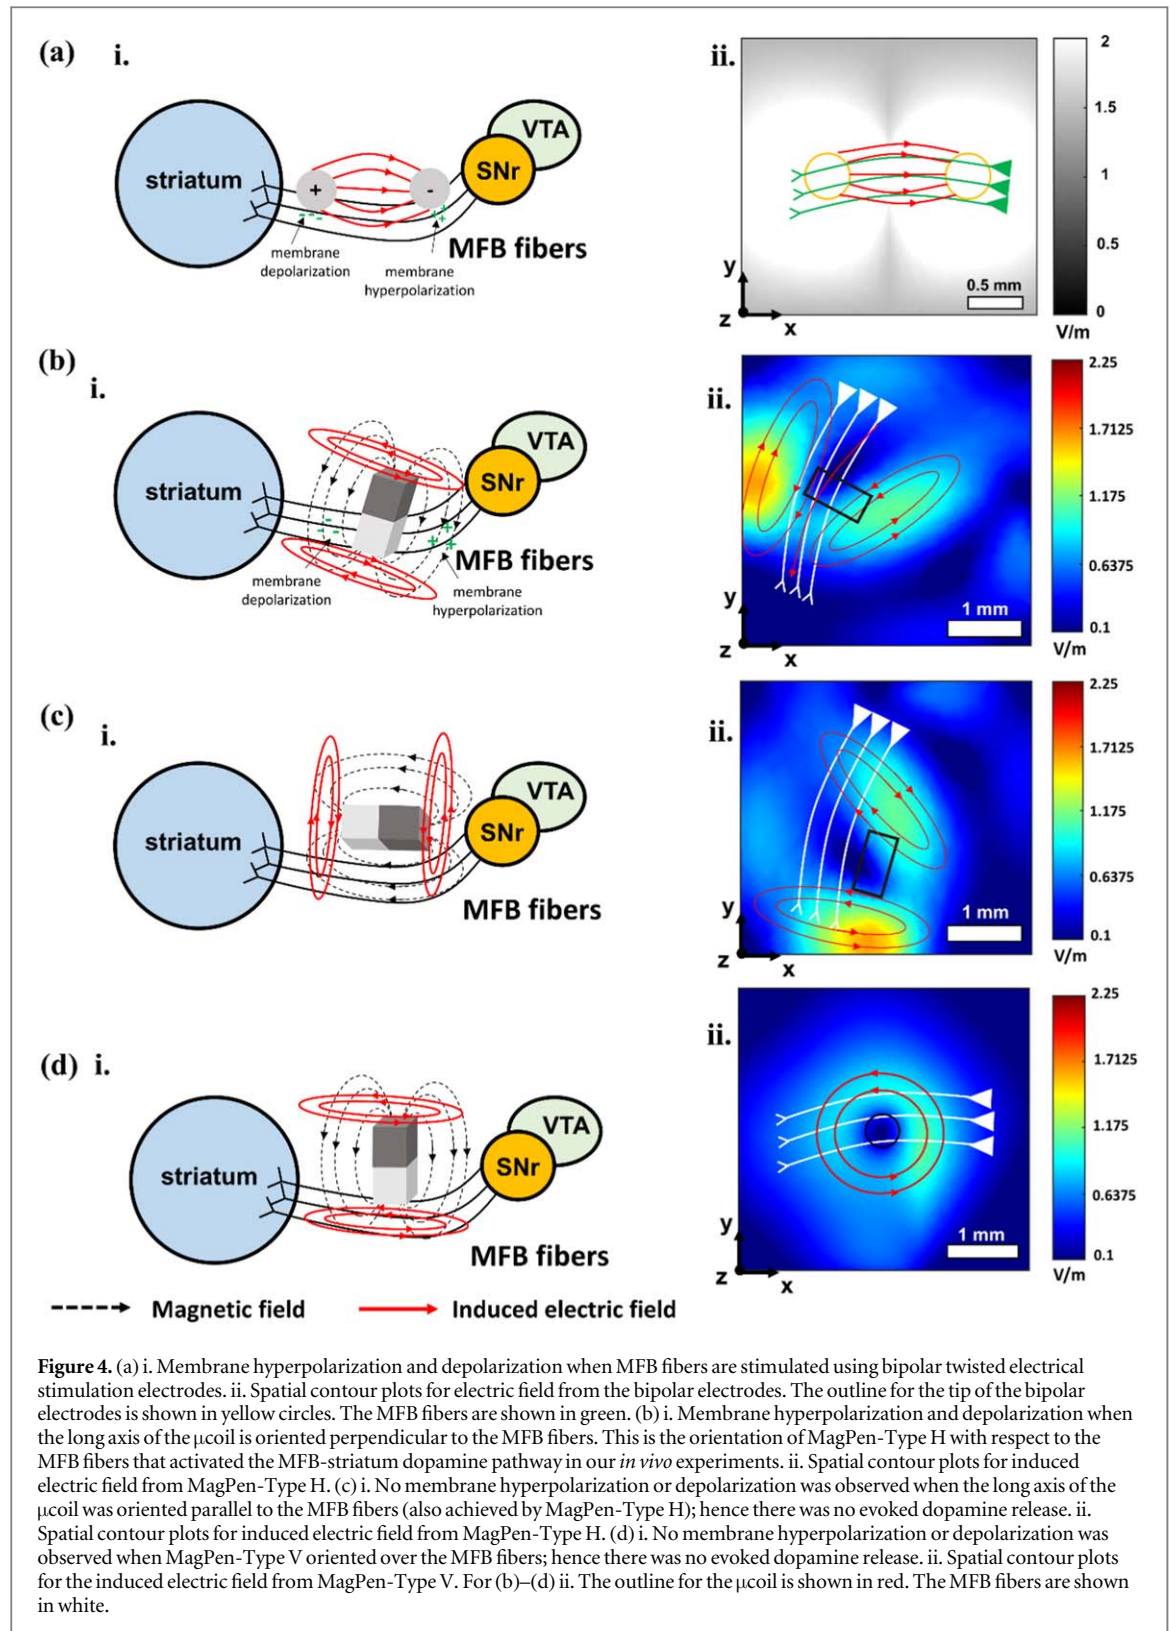 (a) i.
striatum
+
-
VTA
SNr
MFB fibers
membrane
depolarization
membrane
hyperpolarization
ii.
y
z
x
0.5 mm
2
1.5
1
0.5
0
V/m
(b)
i.
striatum
VTA
SNr
MFB fibers
membrane
depolarization
membrane
hyperpolarization
ii.
y
z
x
1 mm
2.25
1.7125
1.175
0.6375
0.1
V/m
(c)
i.
striatum
VTA
SNr
MFB fibers
ii.
y
z
x
1 mm
2.25
1.7125
1.175
0.6375
0.1
V/m
(d) i.
striatum
VTA
SNr
MFB fibers
ii.
y
z
x
1 mm
2.25
1.7125
1.175
0.6375
0.1
V/m
Magnetic field
Induced electric field
Figure 4. (a) i. Membrane hyperpolarization and depolarization when MFB fibers are stimulated using bipolar twisted electrical
stimulation electrodes. ii. Spatial contour plots for electric field from the bipolar electrodes. The outline for the tip of the bipolar
electrodes is shown in yellow circles. The MFB fibers are shown in green. (b) i. Membrane hyperpolarization and depolarization when
the long axis of the μcoil is oriented perpendicular to the MFB fibers. This is the orientation of MagPen-Type H with respect to the
MFB fibers that activated the MFB-striatum dopamine pathway in our in vivo experiments. ii. Spatial contour plots for induced
electric field from MagPen-Type H. (c) i. No membrane hyperpolarization or depolarization was observed when the long axis of the
μcoil was oriented parallel to the MFB fibers (also achieved by MagPen-Type H); hence there was no evoked dopamine release. ii.
Spatial contour plots for induced electric field from MagPen-Type H. (d) i. No membrane hyperpolarization or depolarization was
observed when MagPen-Type V oriented over the MFB fibers; hence there was no evoked dopamine release. ii. Spatial contour plots
for the induced electric field from MagPen-Type V. For (b)–(d) ii. The outline for the μcoil is shown in red. The MFB fibers are shown
in white.